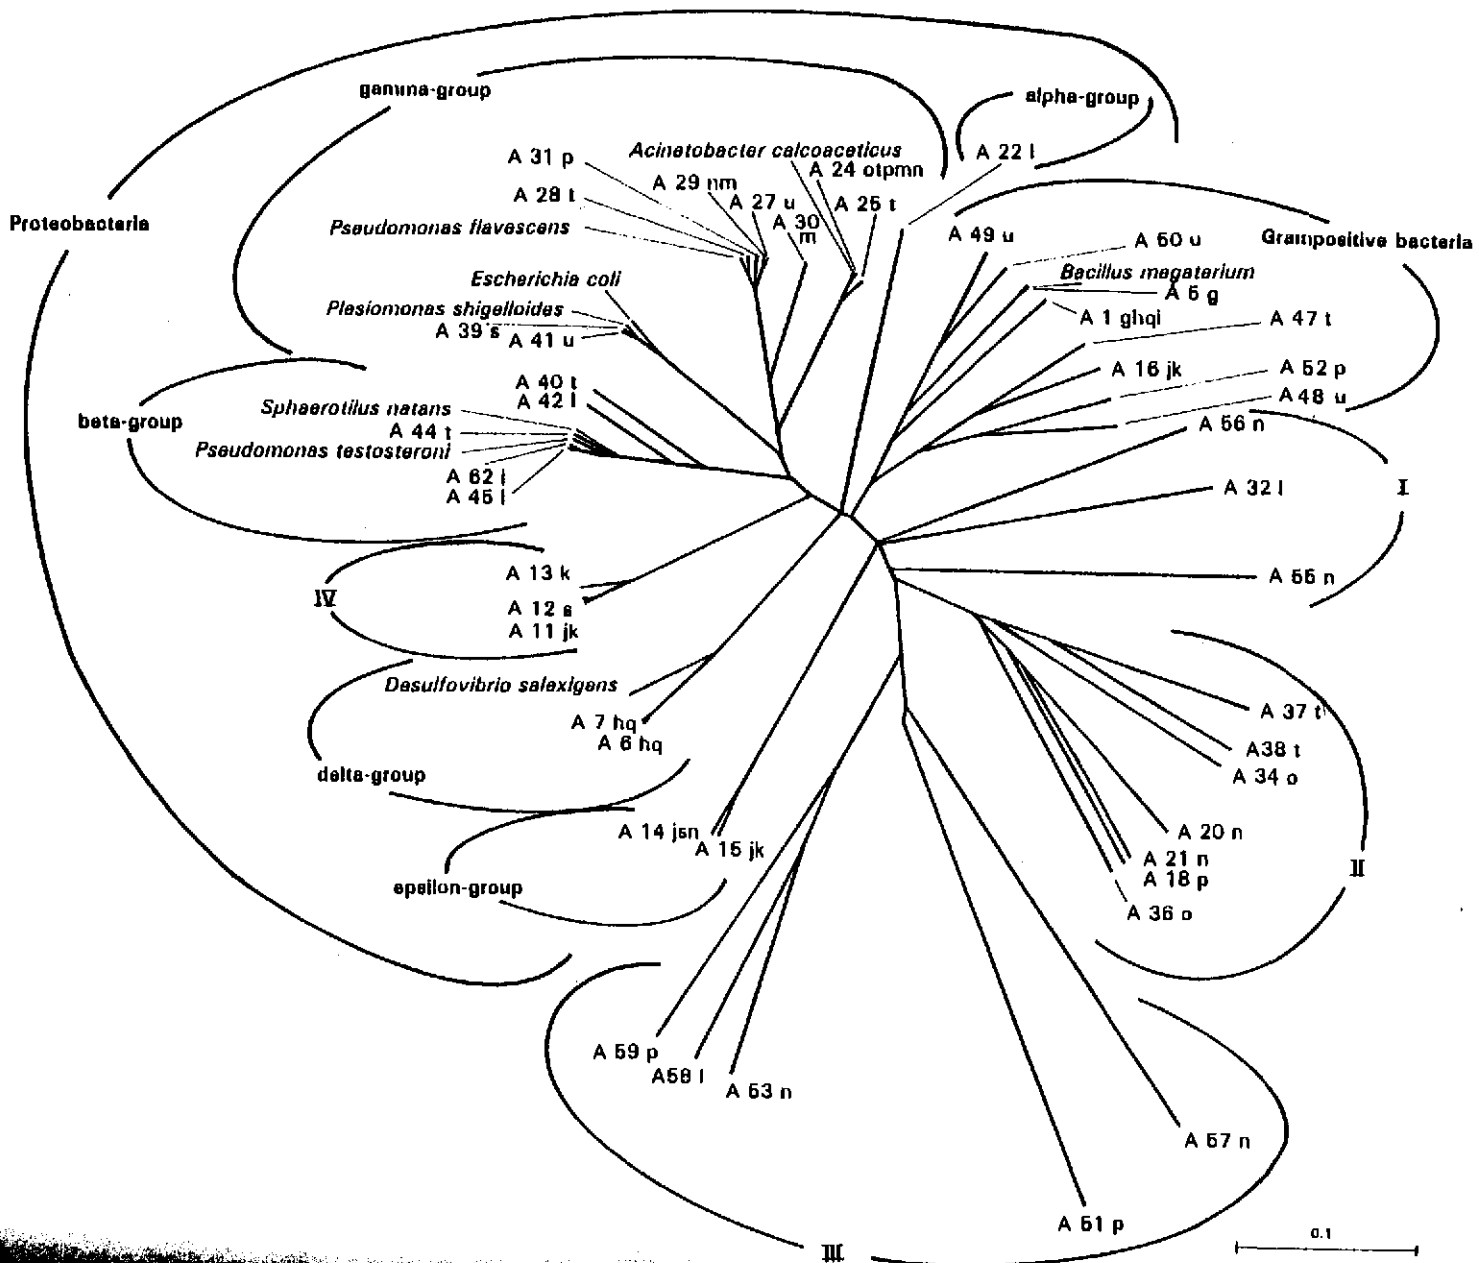 gamma-group
alpha-group
A 31 p
Acinetobacter calcoaceticus
A 22 l
A 24 otpmn
A 29 nm
A 28 t
A 27 u
A 25 t
A 30
m
Proteobacteria
Pseudomonas flavescens
A 49 u
A 50 u
Grampositive bacteria
Escherichia coli
Bacillus megaterium
A 5 g
Plesiomonas shigelloides
A 39 s
A 41 u
A 1 ghqi
A 47 t
A 16 jk
A 52 p
A 40 t
A 42 l
A 48 u
Sphaerotilus natans
beta-group
A 44 t
A 56 n
Pseudomonas testosteroni
A 62 l
A 45 l
A 32 l
I
A 13 k
A 55 n
IV
A 12 s
A 11 jk
Desulfovibrio salexigens
A 7 hq
A 6 hq
A 37 t
A38 t
A 34 o
delta-group
A 14 jsn
A 15 jk
A 20 n
A 21 n
A 18 p
II
epsilon-group
A 36 o
A 59 p
A58 l
A 53 n
A 57 n
A 51 p
0.1
III